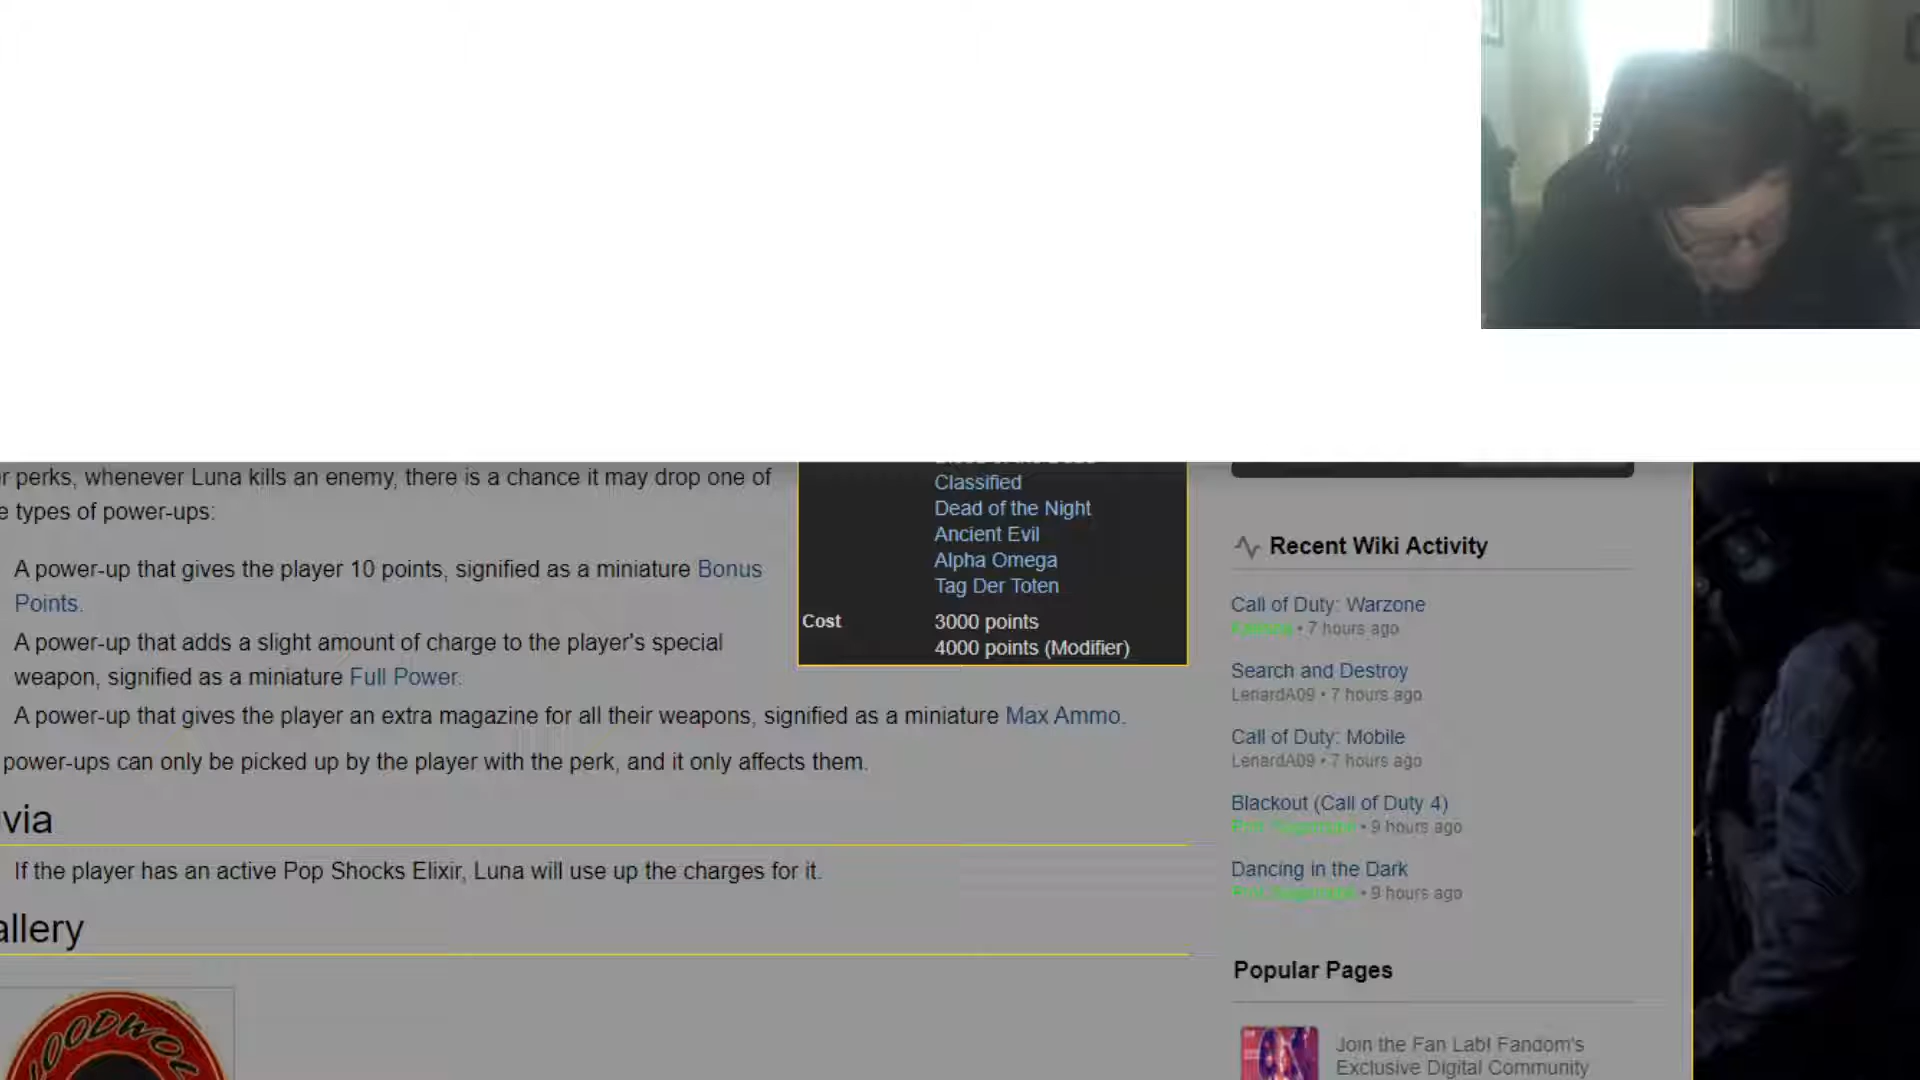 r perks, whenever Luna kills an enemy, there is a chance it may drop one of
e types of power-ups:
A power-up that gives the player 10 points, signified as a miniature Bonus
Points.
A power-up that adds a slight amount of charge to the player's special
weapon, signified as a miniature Full Power.
A power-up that gives the player an extra magazine for all their weapons, signified as a miniature Max Ammo.
power-ups can only be picked up by the player with the perk, and it only affects them.
via
If the player has an active Pop Shocks Elixir, Luna will use up the charges for it.
allery
OODWOL
Classified
Dead of the Night
Ancient Evil
Alpha Omega
Tag Der Toten
Cost
3000 points
4000 points (Modifier)
Recent Wiki Activity
Call of Duty: Warzone
• 7 hours ago
Search and Destroy
LenardA09 • 7 hours ago
Call of Duty: Mobile
LenardA09 • 7 hours ago
Blackout (Call of Duty 4)
• 9 hours ago
Dancing in the Dark
• 9 hours ago
Popular Pages
Join the Fan Lab! Fandom's
Exclusive Digital Community